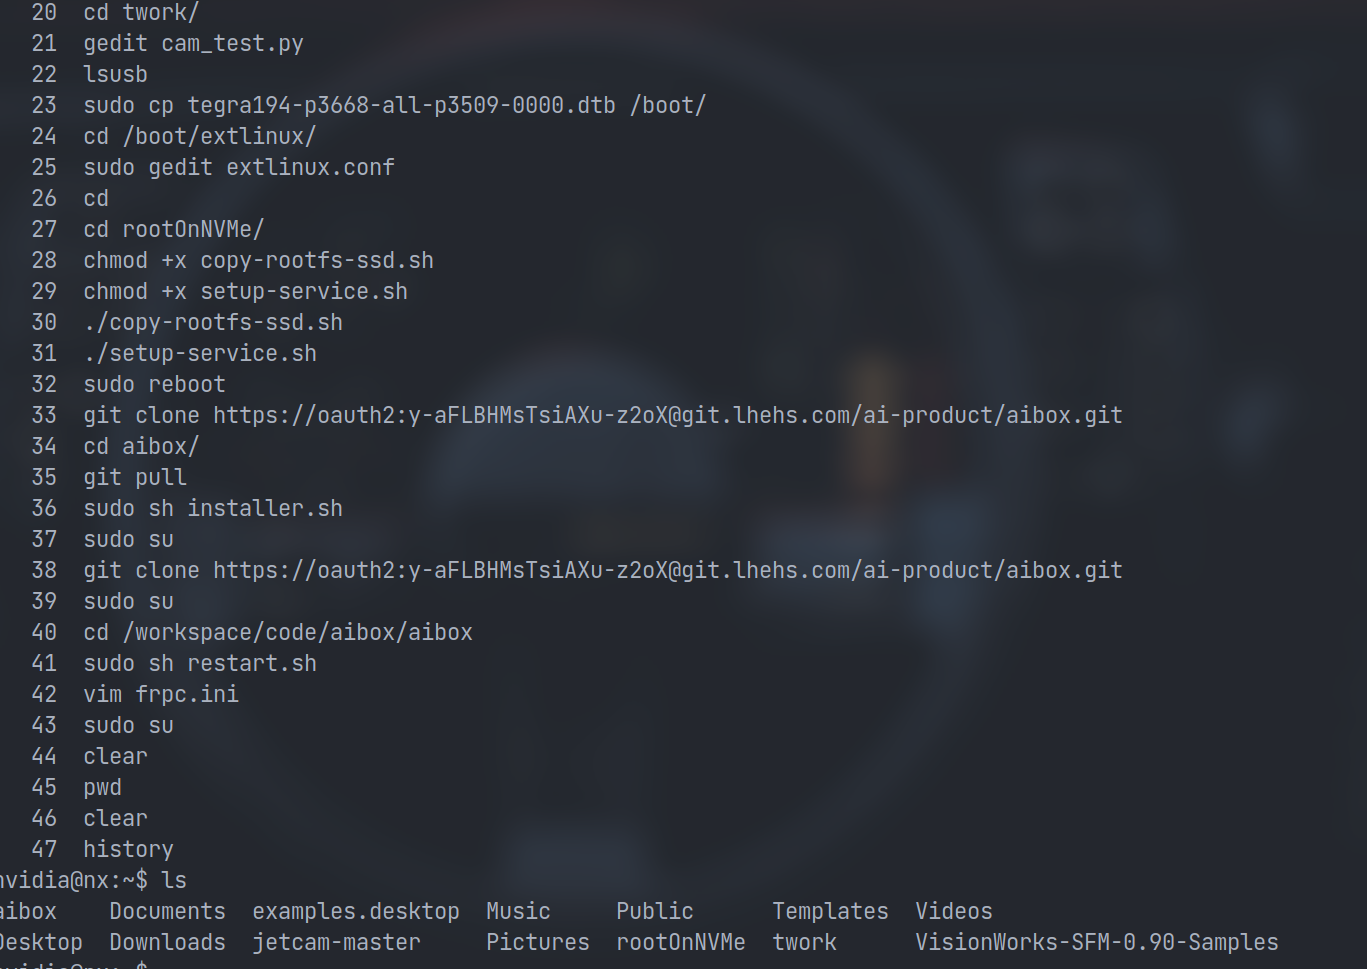 20 cd twork/
21 gedit cam_test.py
22 lsusb
23 sudo cp tegra194-p3668-all-p3509-0000.dtb /boot/
24 cd /boot/extlinux/
25 sudo gedit extlinux.conf
26 cd
27 cd rootOnNVMe/
28 chmod +x copy-rootfs-ssd.sh
29 chmod +x setup-service.sh
30 ./copy-rootfs-ssd.sh
31 ./setup-service.sh
32 sudo reboot
33 git clone https://oauth2:y-aFLBHMsTsiAXu-z2oX@git.lhehs.com/ai-product/aibox.git
34 cd aibox/
35 git pull
36 sudo sh installer.sh
37 sudo su
38 git clone https://oauth2:y-aFLBHMsTsiAXu-z2oX@git.lhehs.com/ai-product/aibox.git
39 sudo su
40 cd /workspace/code/aibox/aibox
41 sudo sh restart.sh
42 vim frpc.ini
43 sudo su
44 clear
45 pwd
46 clear
47 history
nvidia@nx:~$ ls
aibox Documents examples.desktop Music Public Templates Videos
Desktop Downloads jetcam-master Pictures rootOnNVMe twork VisionWorks-SFM-0.90-Samples